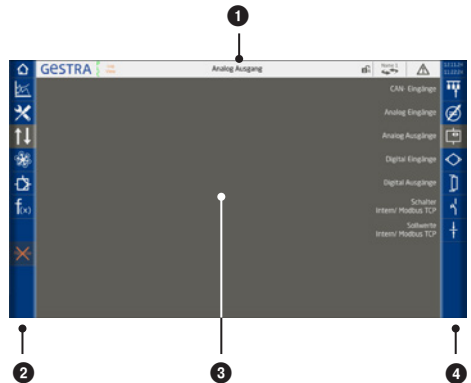 1
GESTRA
Analog Ausgang
CAN- Eingänge
Analog Eingänge
Analog Ausgänge
Digital Eingänge
Digital Ausgänge
Schalter
Intern/ Modbus TCP
Sollwerte
Intern/ Modbus TCP
f(x)
2
3
4